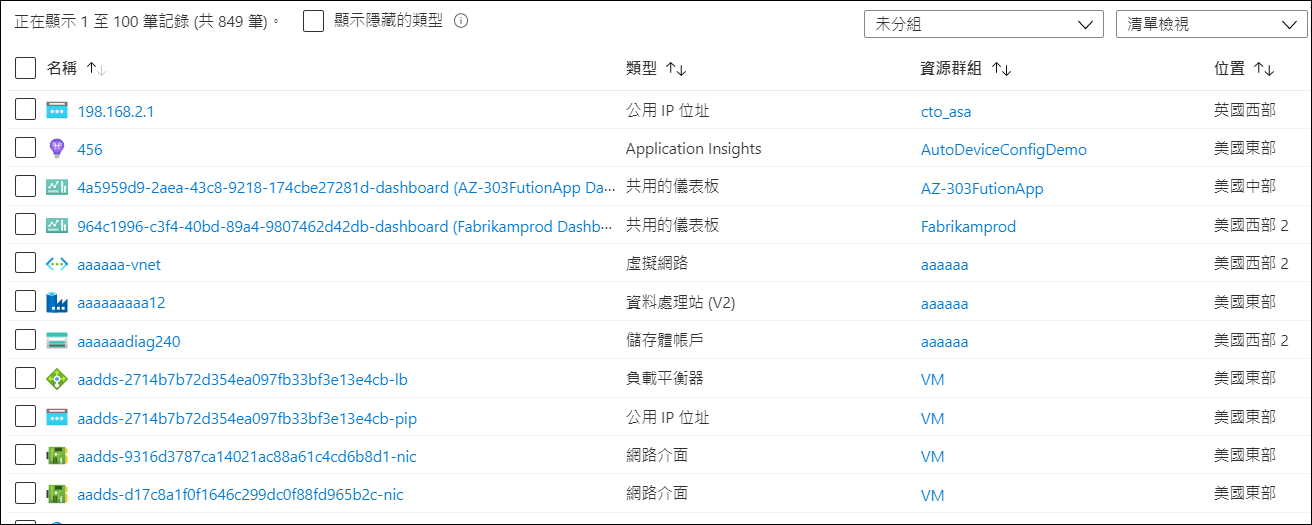 正在顯示 1 至 100 筆記錄 (共 849 筆)。 顯示隱藏的類型 未分組 清單檢視
名稱 ↑↓ 類型 ↑↓ 資源群組 ↑↓ 位置 ↑↓
198.168.2.1 公用 IP 位址 cto_asa 英國西部
456 Application Insights AutoDeviceConfigDemo 美國東部
4a5959d9-2aea-43c8-9218-174cbe27281d-dashboard (AZ-303FutionApp Da... 共用的儀表板 AZ-303FutionApp 美國中部
964c1996-c3f4-40bd-89a4-9807462d42db-dashboard (Fabrikamprod Dashb... 共用的儀表板 Fabrikamprod 美國西部 2
aaaaaa-vnet 虛擬網路 aaaaaa 美國西部 2
aaaaaaaaa12 資料處理站 (V2) aaaaaa 美國東部
aaaaaadiag240 儲存體帳戶 aaaaaa 美國西部 2
aadds-2714b7b72d354ea097fb33bf3e13e4cb-lb 負載平衡器 VM 美國東部
aadds-2714b7b72d354ea097fb33bf3e13e4cb-pip 公用 IP 位址 VM 美國東部
aadds-9316d3787ca14021ac88a61c4cd6b8d1-nic 網路介面 VM 美國東部
aadds-d17c8a1f0f1646c299dc0f88fd965b2c-nic 網路介面 VM 美國東部